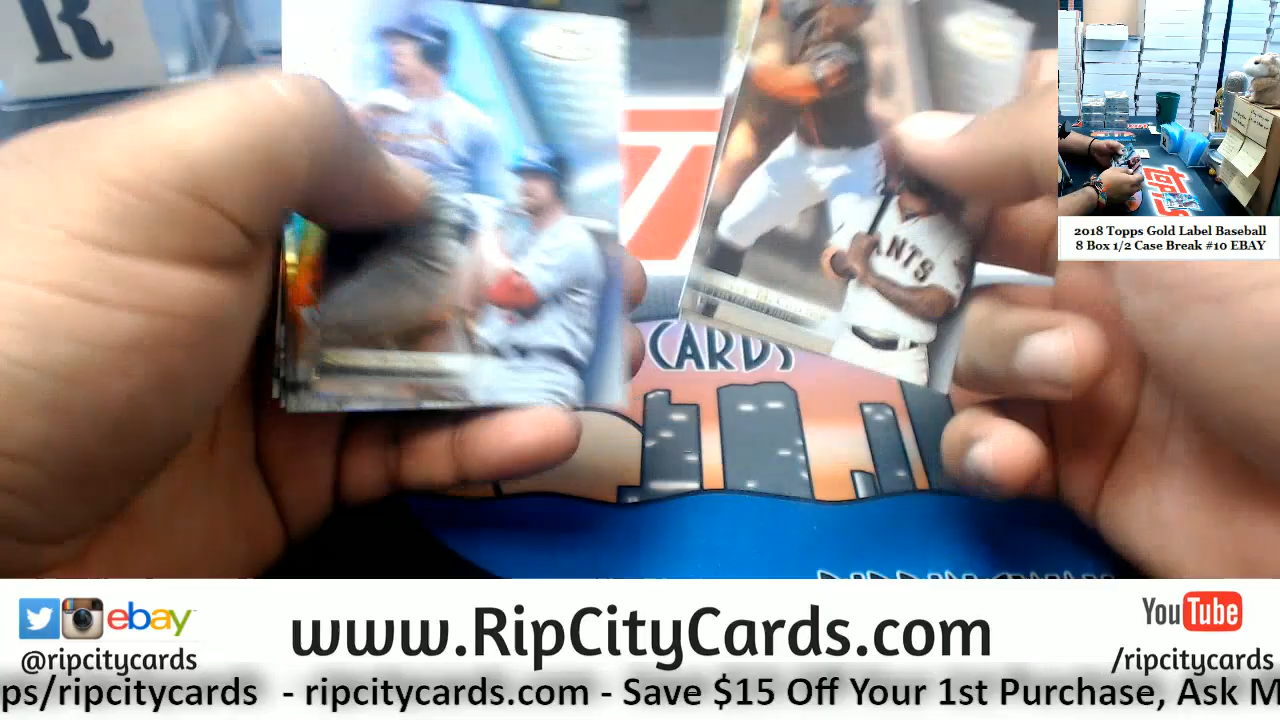 R
CARDS
ANTS
2018 Topps Gold Label Baseball
8 Box 1/2 Case Break #10 EBAY
ebay
@ripcitycards
www.RipCityCards.com
YouTube
/ripcitycards
ps/ripcitycards - ripcitycards.com - Save $15 Off Your 1st Purchase, Ask M